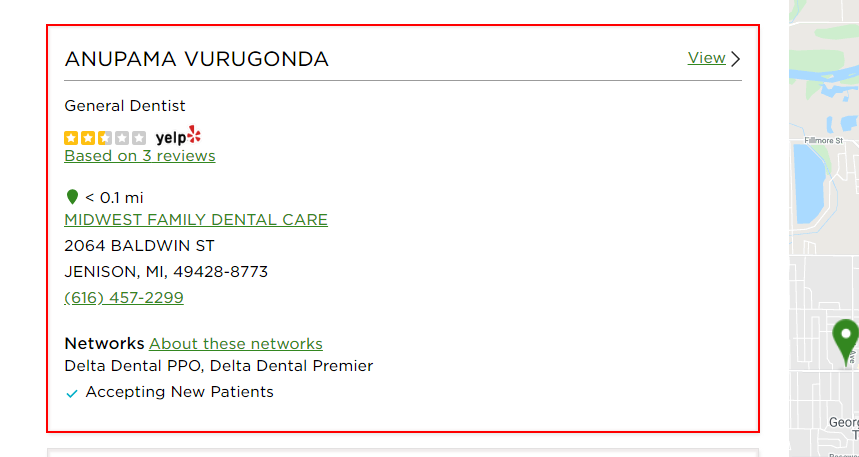 ANUPAMA VURUGONDA
View
General Dentist
yelp
Based on 3 reviews
< 0.1 mi
MIDWEST FAMILY DENTAL CARE
2064 BALDWIN ST
JENISON, MI, 49428-8773
(616) 457-2299
Networks About these networks
Delta Dental PPO, Delta Dental Premier
Accepting New Patients
Fillmore St
Ave
Geor